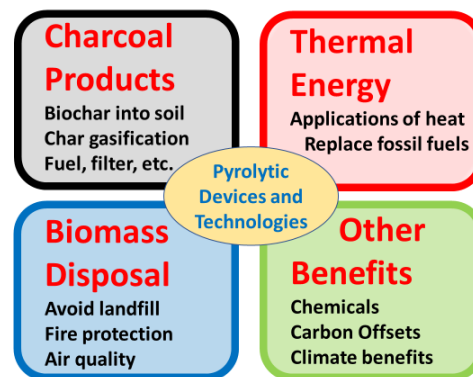 Charcoal
Products
Biochar into soil
Char gasification
Fuel, filter, etc.
Thermal
Energy
Applications of heat
Replace fossil fuels
Pyrolytic
Devices and
Technologies
Biomass
Disposal
Avoid landfill
Fire protection
Air quality
Other
Benefits
Chemicals
Carbon Offsets
Climate benefits